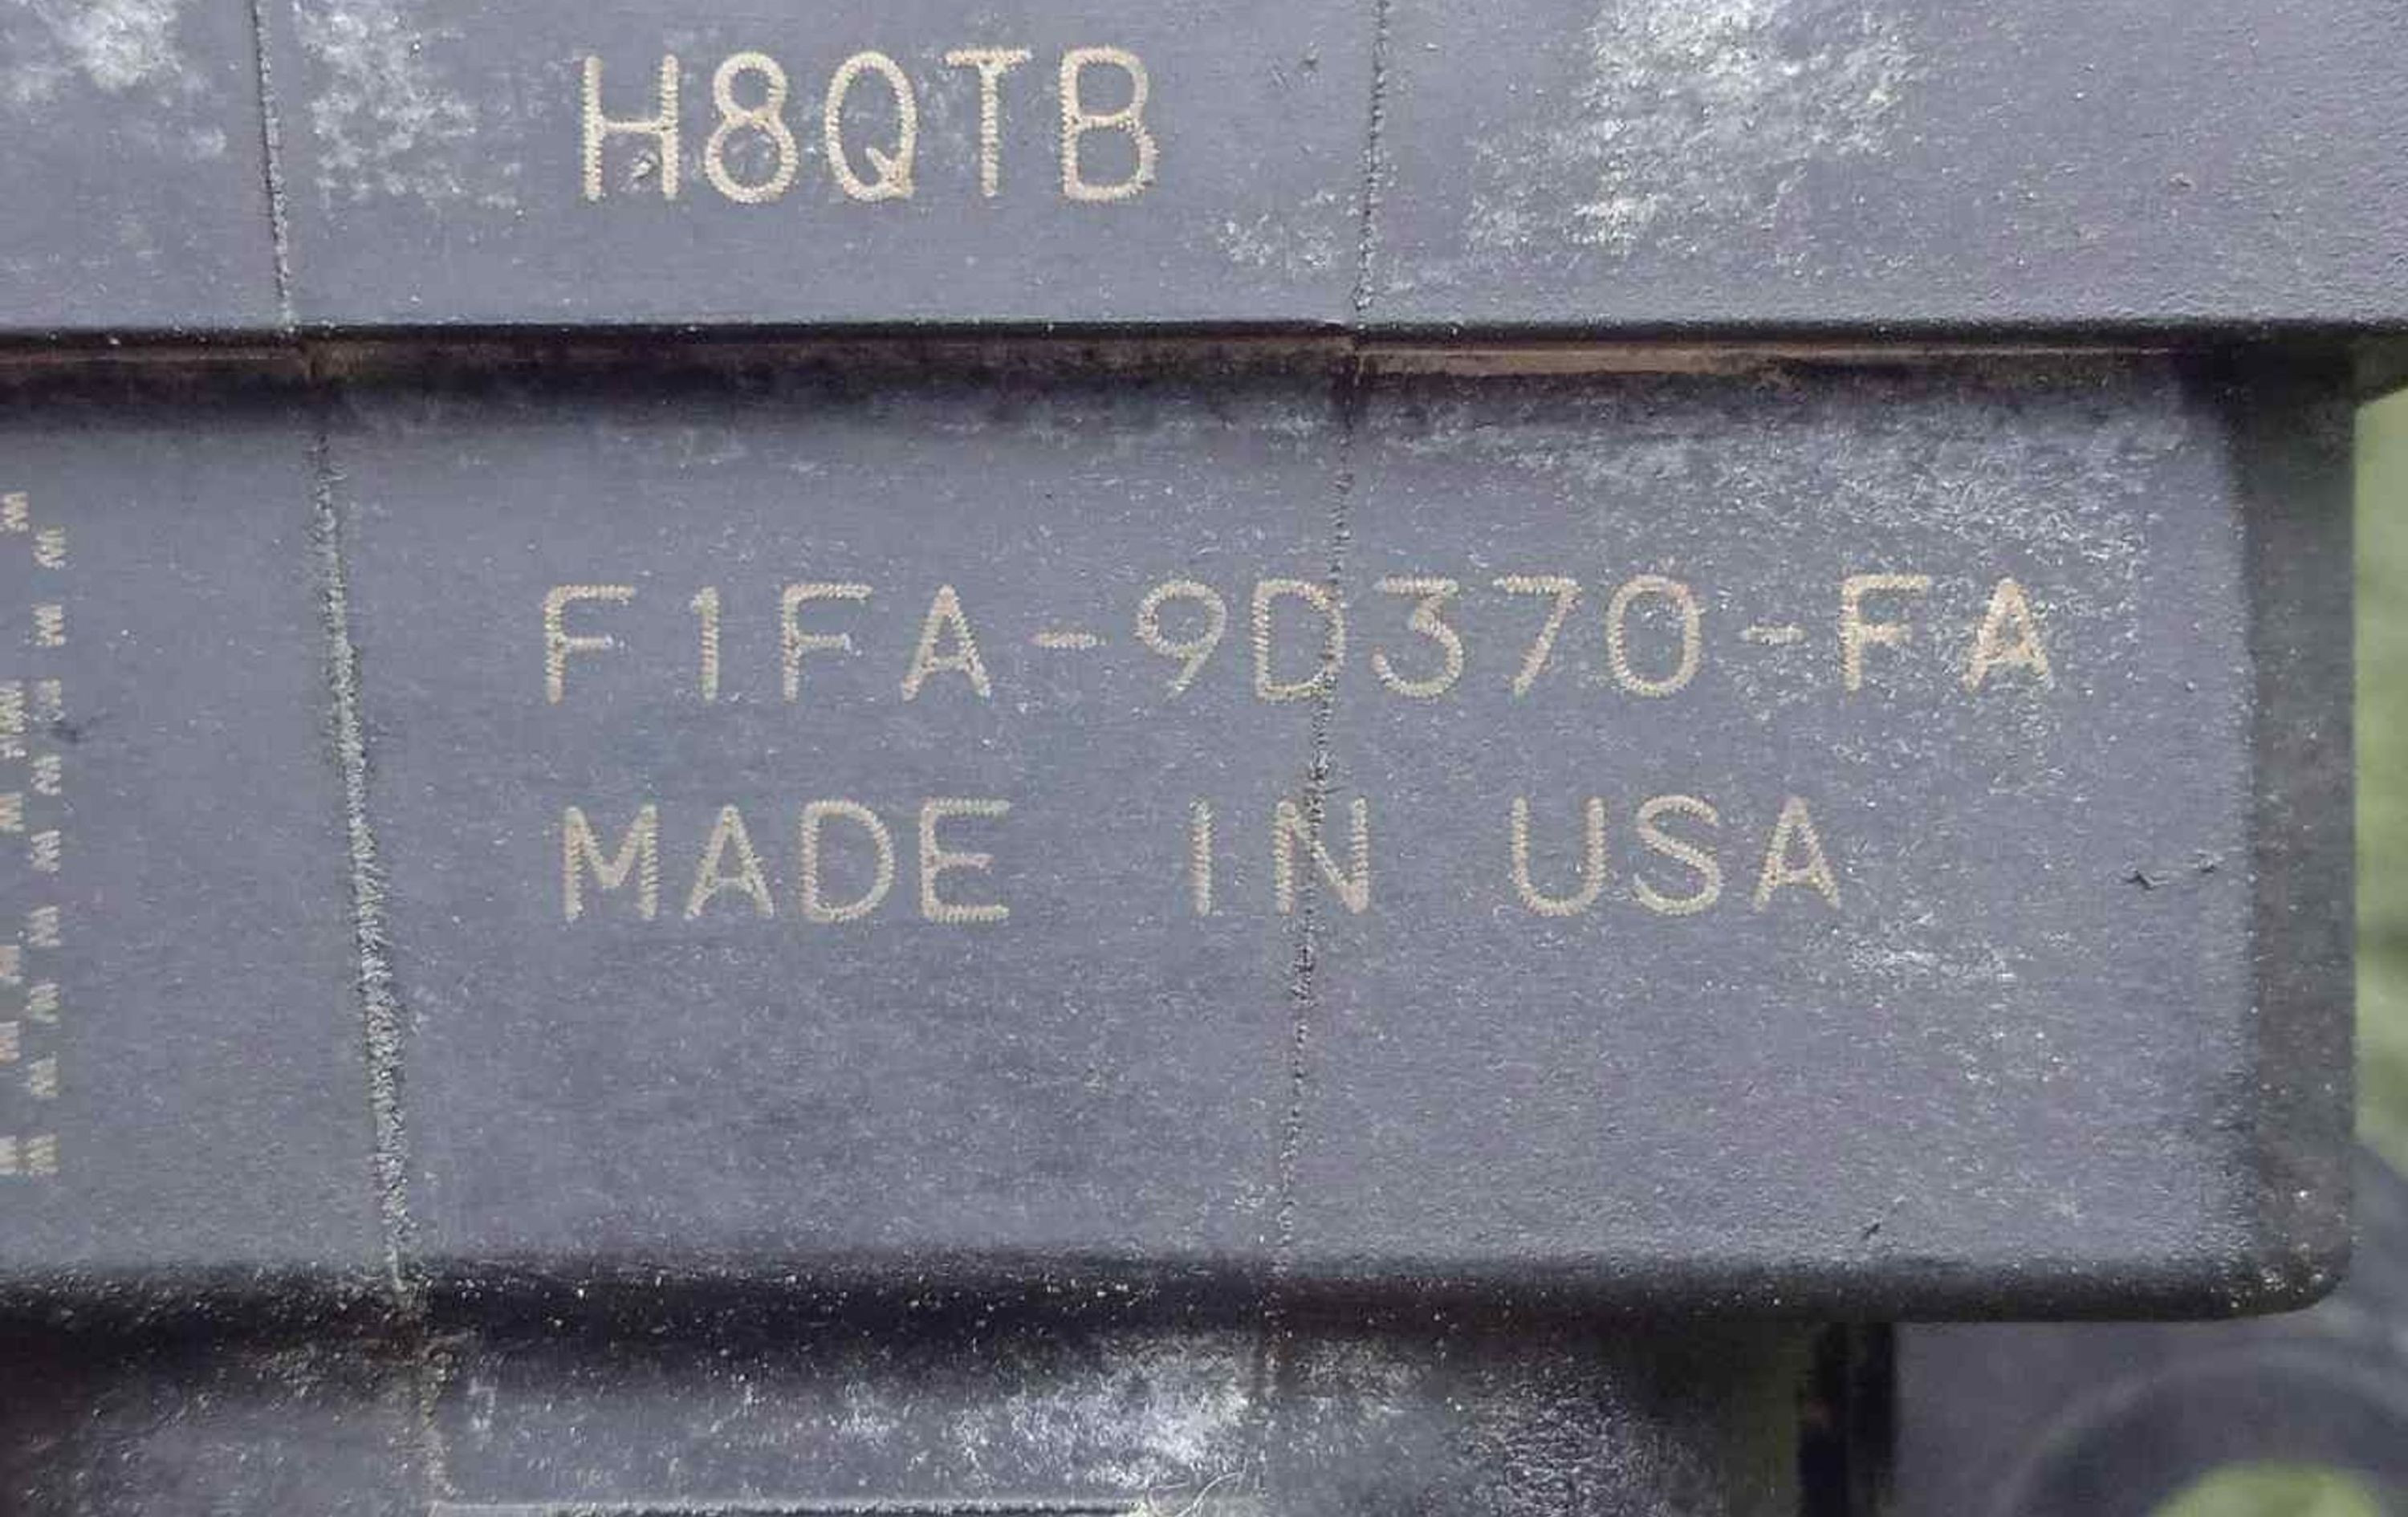 H8QTB
F1FA-9D370-FA
MADE IN USA